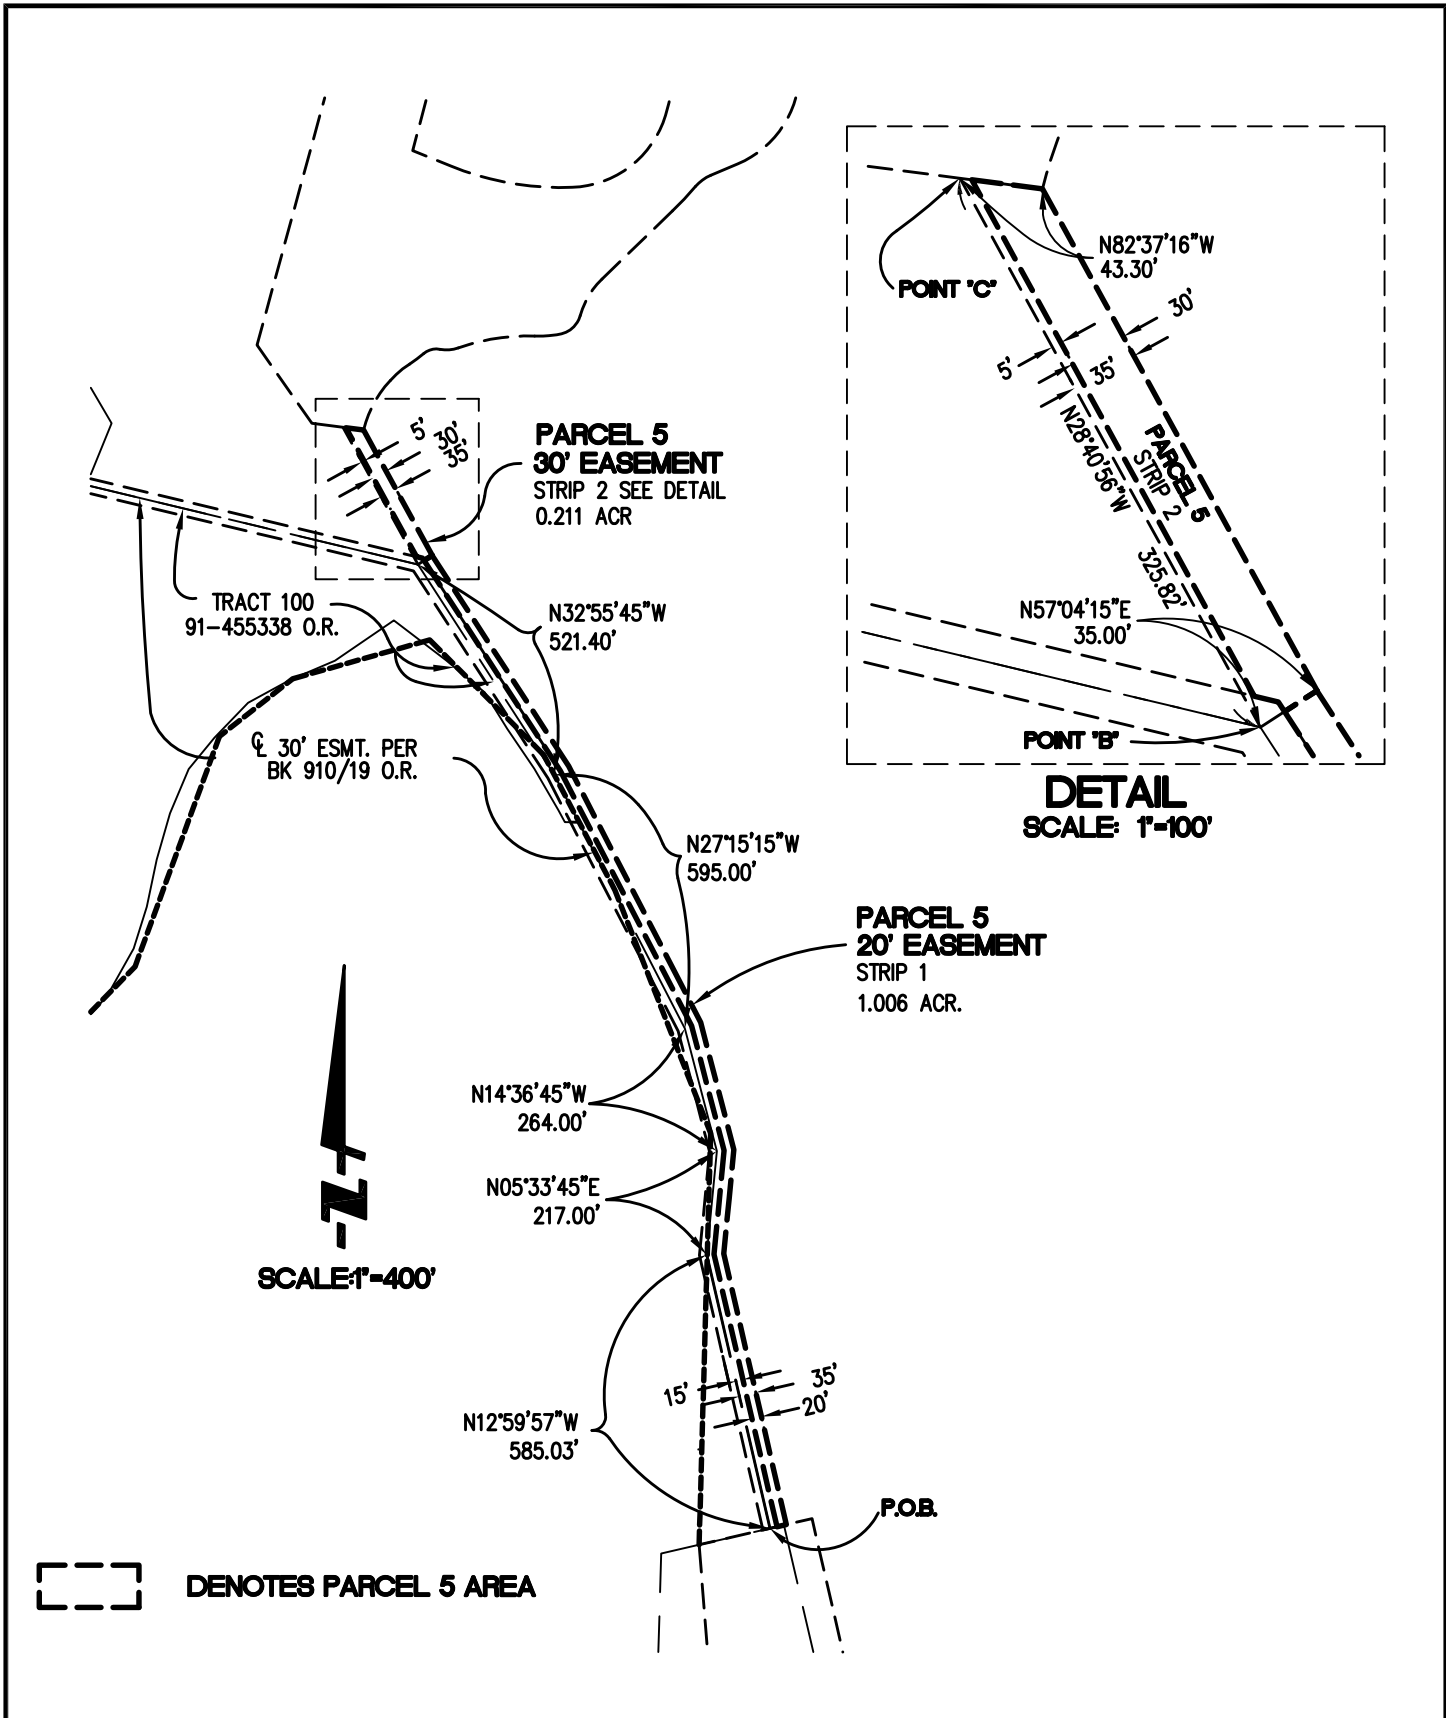 N82°37'16"W
43.30'
POINT "C"
30'
5'
35'
N28°40'56"W
325.82'
PARCEL 5
STRIP 2
N57°04'15"E
35.00'
POINT "B"
DETAIL
SCALE: 1"=100'
5'
30'
35'
PARCEL 5
30' EASEMENT
STRIP 2 SEE DETAIL
0.211 ACR
TRACT 100
91-455338 O.R.
N32°55'45"W
521.40'
℄ 30' ESMT. PER
BK 910/19 O.R.
N27°15'15"W
595.00'
PARCEL 5
20' EASEMENT
STRIP 1
1.006 ACR.
N14°36'45"W
264.00'
N05°33'45"E
217.00'
N
SCALE:1"=400'
15'
35'
20'
N12°59'57"W
585.03'
P.O.B.
DENOTES PARCEL 5 AREA